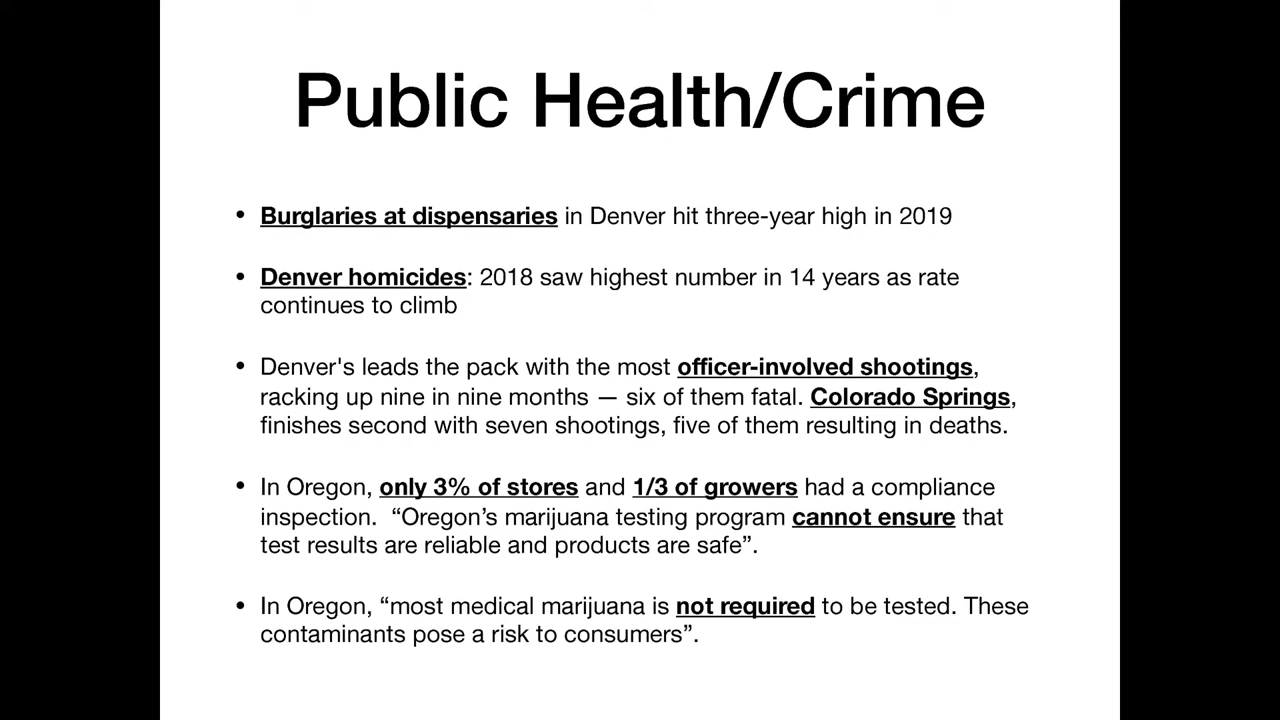 Public Health/Crime
• Burglaries at dispensaries in Denver hit three-year high in 2019
• Denver homicides: 2018 saw highest number in 14 years as rate
continues to climb
• Denver's leads the pack with the most officer-involved shootings,
racking up nine in nine months — six of them fatal. Colorado Springs,
finishes second with seven shootings, five of them resulting in deaths.
• In Oregon, only 3% of stores and 1/3 of growers had a compliance
inspection.  “Oregon’s marijuana testing program cannot ensure that
test results are reliable and products are safe”.
• In Oregon, “most medical marijuana is not required to be tested. These
contaminants pose a risk to consumers”.